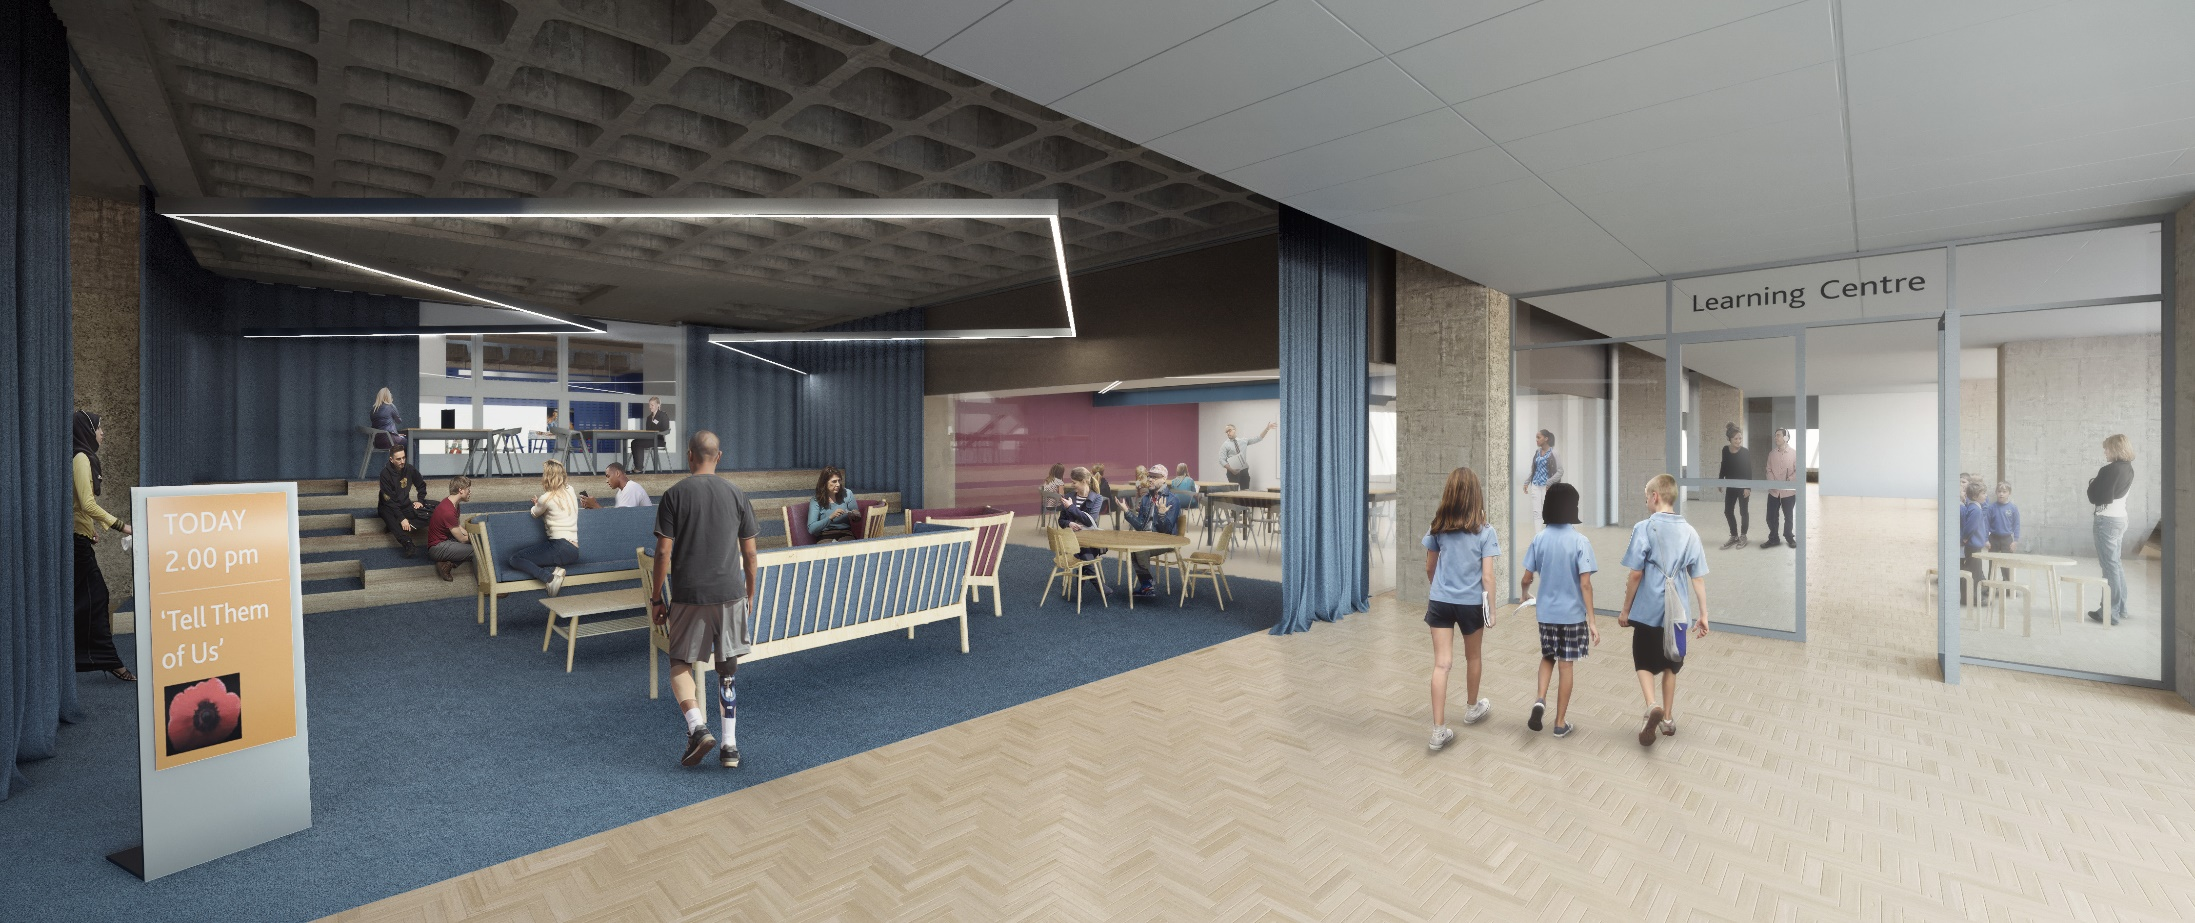 TODAY
2.00 pm
‘Tell Them
of Us’
Learning Centre